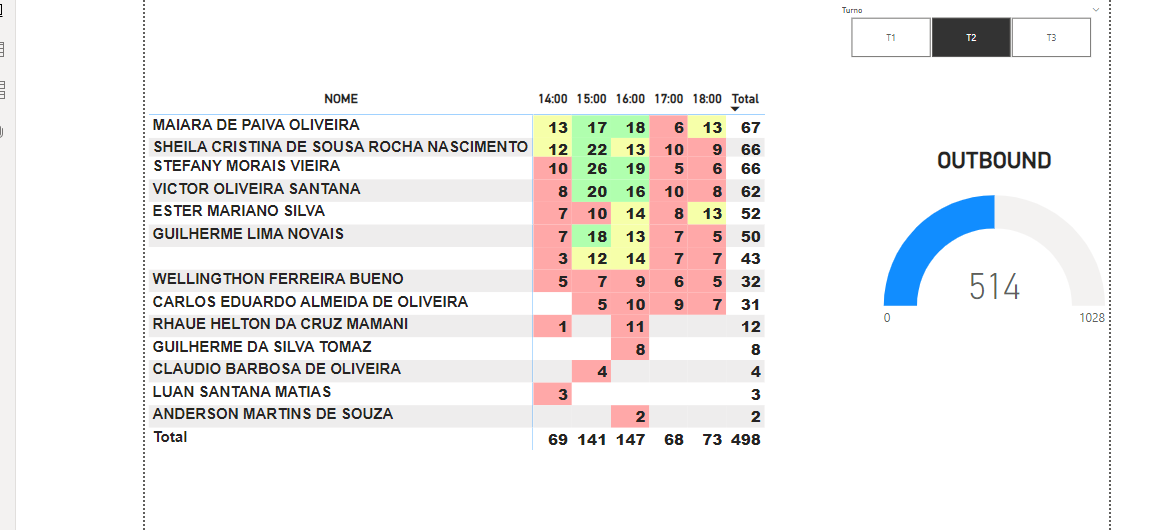 Turno
T1 T2 T3
NOME 14:00 15:00 16:00 17:00 18:00 Total
MAIARA DE PAIVA OLIVEIRA 13 17 18 6 13 67
SHEILA CRISTINA DE SOUSA ROCHA NASCIMENTO 12 22 13 10 9 66
STEFANY MORAIS VIEIRA 10 26 19 5 6 66
VICTOR OLIVEIRA SANTANA 8 20 16 10 8 62
ESTER MARIANO SILVA 7 10 14 8 13 52
GUILHERME LIMA NOVAIS 7 18 13 7 5 50
3 12 14 7 7 43
WELLINGTHON FERREIRA BUENO 5 7 9 6 5 32
CARLOS EDUARDO ALMEIDA DE OLIVEIRA 5 10 9 7 31
RHAUE HELTON DA CRUZ MAMANI 1 11 12
GUILHERME DA SILVA TOMAZ 8 8
CLAUDIO BARBOSA DE OLIVEIRA 4 4
LUAN SANTANA MATIAS 3 3
ANDERSON MARTINS DE SOUZA 2 2
Total 69 141 147 68 73 498
OUTBOUND
514
0 1028